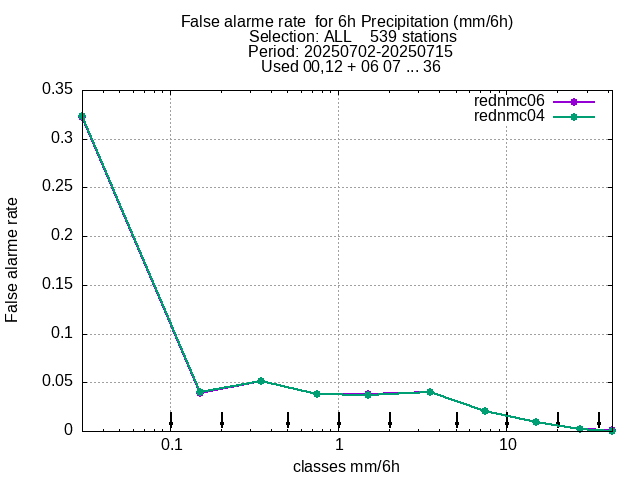 False alarme rate  for 6h Precipitation (mm/6h)
Selection: ALL    539 stations
Period: 20250702-20250715
Used 00,12 + 06 07 ... 36
rednmc06
rednmc04
0.35
0.3
0.25
0.2
0.15
0.1
0.05
0
False alarme rate
0.1
1
10
classes mm/6h